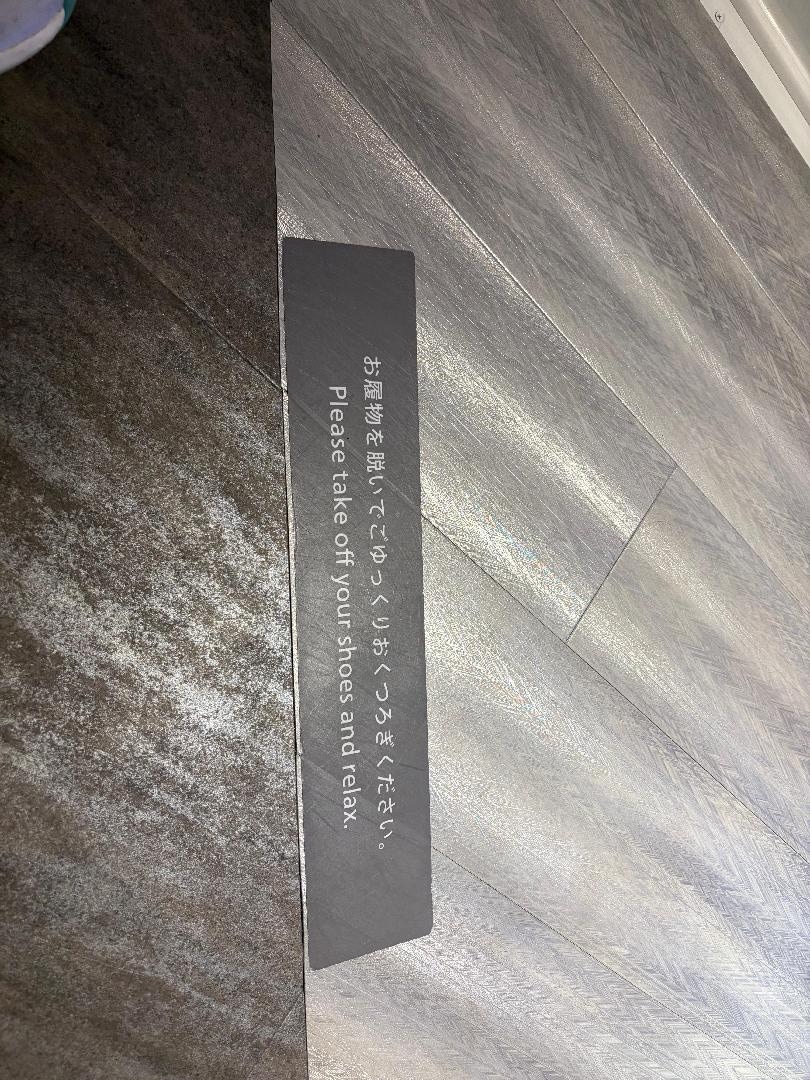 お履物を脱いでごゆっくりおくつろぎください。
Please take off your shoes and relax.